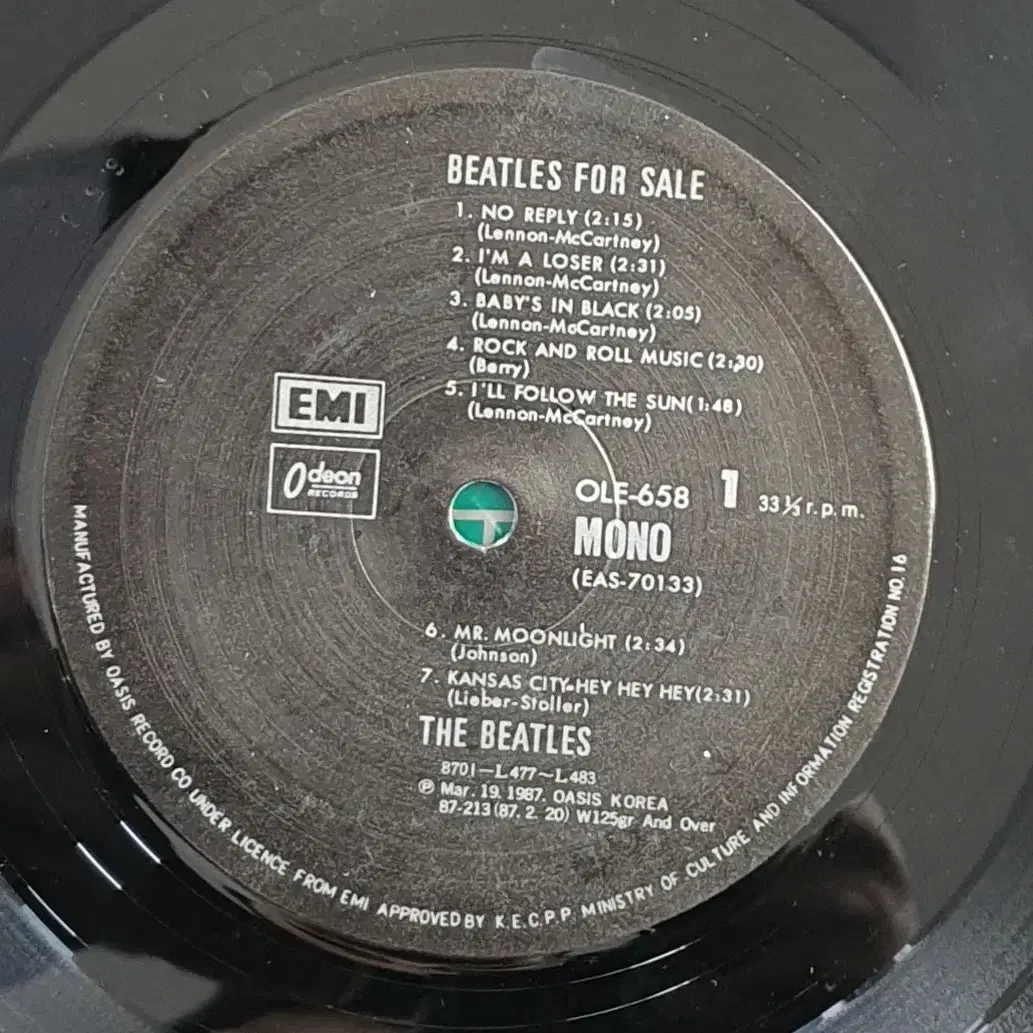 BEATLES FOR SALE
1. NO REPLY (2:15)
(Lennon-McCartney)
2. I'M A LOSER (2:31)
(Lennon-McCartney)
3. BABY'S IN BLACK (2:05)
(Lennon-McCartney)
4. ROCK AND ROLL MUSIC (2:30)
(Berry)
5. I'LL FOLLOW THE SUN(1:48)
(Lennon-McCartney)
EMI
Odeon
RECORDS
OLE-658 1 33⅓ r.p.m.
MONO
(EAS-70133)
6. MR. MOONLIGHT (2:34)
(Johnson)
7. KANSAS CITY-HEY HEY HEY(2:31)
(Lieber-Stoller)
THE BEATLES
8701-L477~L483
℗ Mar. 19. 1987. OASIS KOREA
87-213 (87. 2. 20) W125gr And Over
MANUFACTURED BY OASIS RECORD CO UNDER LICENCE FROM EMI APPROVED BY K.E.C.P.P. MINISTRY OF CULTURE AND INFORMATION REGISTRATION NO.16